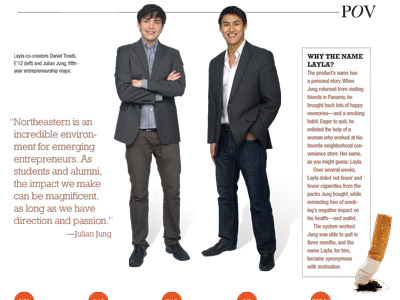 POV
Layla co-creators Daniel Trostli,
E'12 (left) and Julian Jung, fifth-
year entrepreneurship major.
"Northeastern is an
incredible environ-
ment for emerging
entrepreneurs. As
students and alumni,
the impact we make
can be magnificent,
as long as we have
direction and passion."
—Julian Jung
WHY THE NAME
LAYLA?
The product's name has
a personal story. When
Jung returned from visiting
friends in Panama, he
brought back lots of happy
memories—and a smoking
habit. Eager to quit, he
enlisted the help of a
woman who worked at his
favorite neighborhood con-
venience store. Her name,
as you might guess: Layla.
Over several weeks,
Layla doled out fewer and
fewer cigarettes from the
packs Jung bought, while
reminding him of smok-
ing's negative impact on
his health—and wallet.
The system worked.
Jung was able to quit in
three months, and the
name Layla, for him,
became synonymous
with motivation.